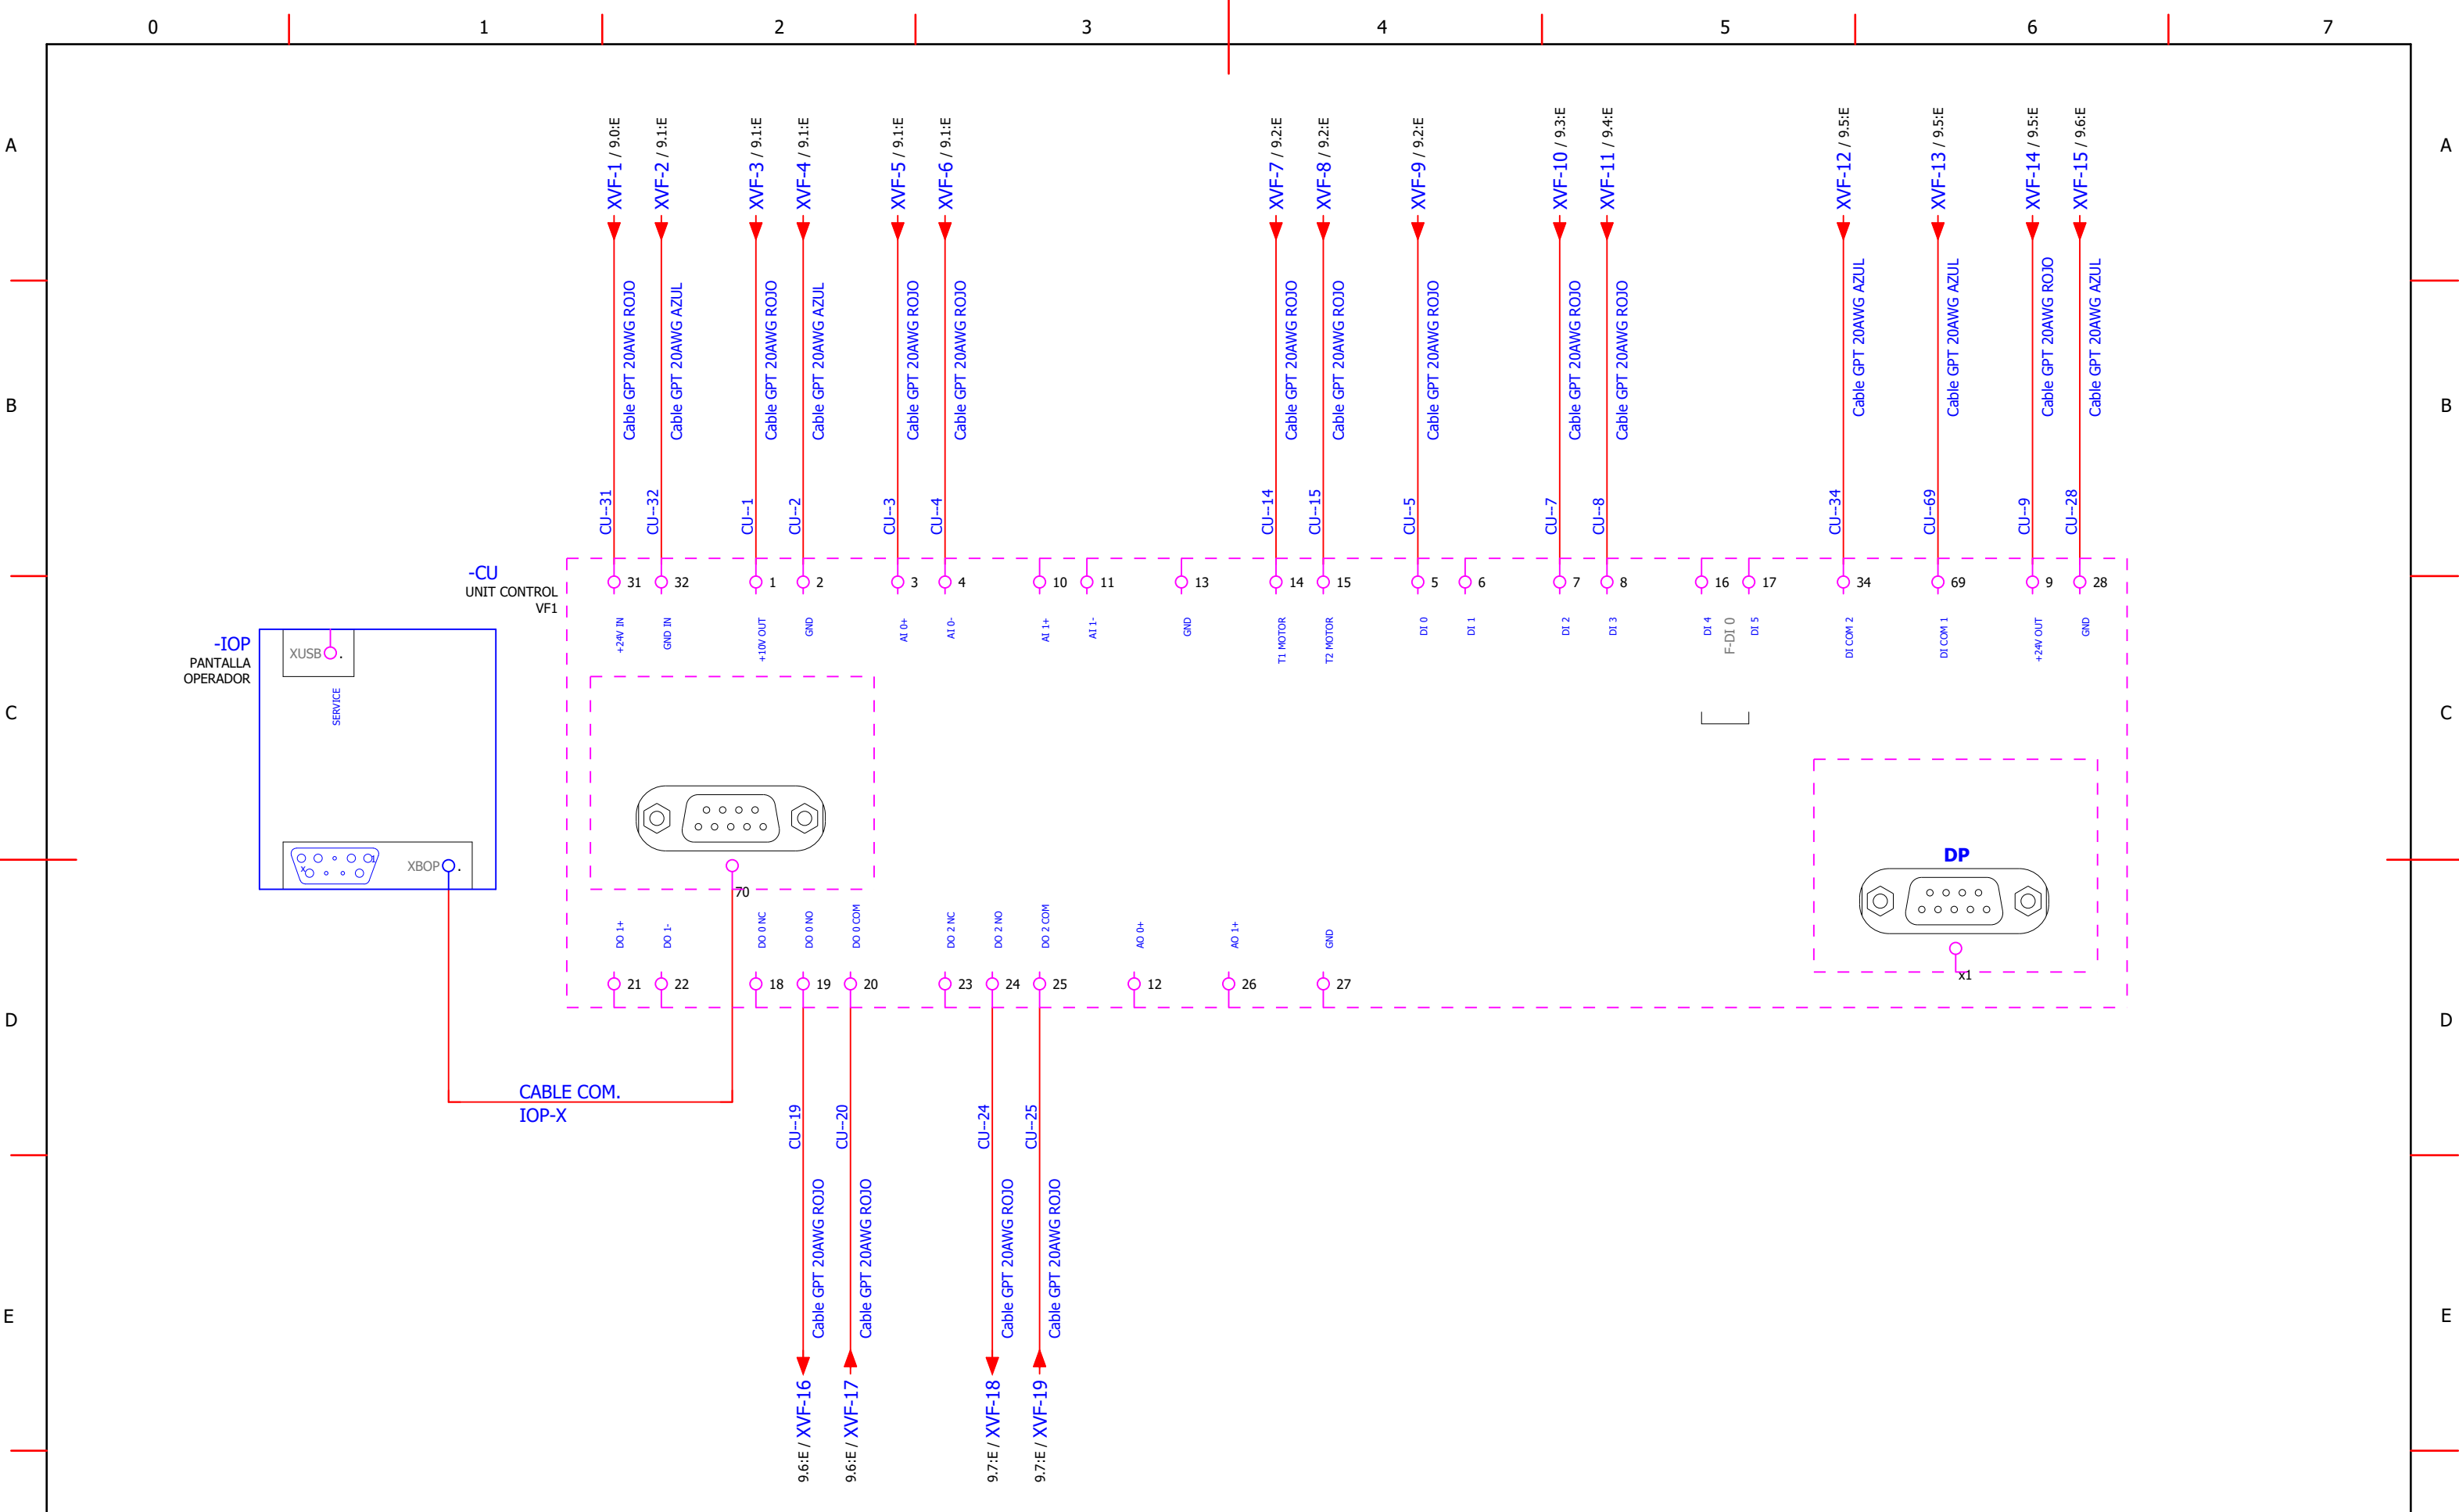 0 1 2 3 4 5 6 7
A A
B B
C C
D D
E E
XVF-1 / 9.0:E
XVF-2 / 9.1:E
XVF-3 / 9.1:E
XVF-4 / 9.1:E
XVF-5 / 9.1:E
XVF-6 / 9.1:E
XVF-7 / 9.2:E
XVF-8 / 9.2:E
XVF-9 / 9.2:E
XVF-10 / 9.3:E
XVF-11 / 9.4:E
XVF-12 / 9.5:E
XVF-13 / 9.5:E
XVF-14 / 9.5:E
XVF-15 / 9.6:E
Cable GPT 20AWG ROJO
Cable GPT 20AWG AZUL
Cable GPT 20AWG ROJO
Cable GPT 20AWG AZUL
Cable GPT 20AWG ROJO
Cable GPT 20AWG ROJO
Cable GPT 20AWG ROJO
Cable GPT 20AWG ROJO
Cable GPT 20AWG ROJO
Cable GPT 20AWG ROJO
Cable GPT 20AWG ROJO
Cable GPT 20AWG AZUL
Cable GPT 20AWG AZUL
Cable GPT 20AWG ROJO
Cable GPT 20AWG AZUL
CU--31
CU--32
CU--1
CU--2
CU--3
CU--4
CU--14
CU--15
CU--5
CU--7
CU--8
CU--34
CU--69
CU--9
CU--28
-CU
UNIT CONTROL
VF1
31 32 1 2 3 4 10 11 13 14 15 5 6 7 8 16 17 34 69 9 28
+24V IN
GND IN
+10V OUT
GND
AI 0+
AI 0-
AI 1+
AI 1-
GND
T1 MOTOR
T2 MOTOR
DI 0
DI 1
DI 2
DI 3
DI 4
F-DI 0
DI 5
DI COM 2
DI COM 1
+24V OUT
GND
-IOP
PANTALLA
OPERADOR
XUSB .
SERVICE
1
x
XBOP .
70
DP
x1
DO 1+
DO 1-
DO 0 NC
DO 0 NO
DO 0 COM
DO 2 NC
DO 2 NO
DO 2 COM
AO 0+
AO 1+
GND
21 22 18 19 20 23 24 25 12 26 27
CABLE COM.
IOP-X
CU--19
CU--20
CU--24
CU--25
Cable GPT 20AWG ROJO
Cable GPT 20AWG ROJO
Cable GPT 20AWG ROJO
Cable GPT 20AWG ROJO
9.6:E / XVF-16
9.6:E / XVF-17
9.7:E / XVF-18
9.7:E / XVF-19